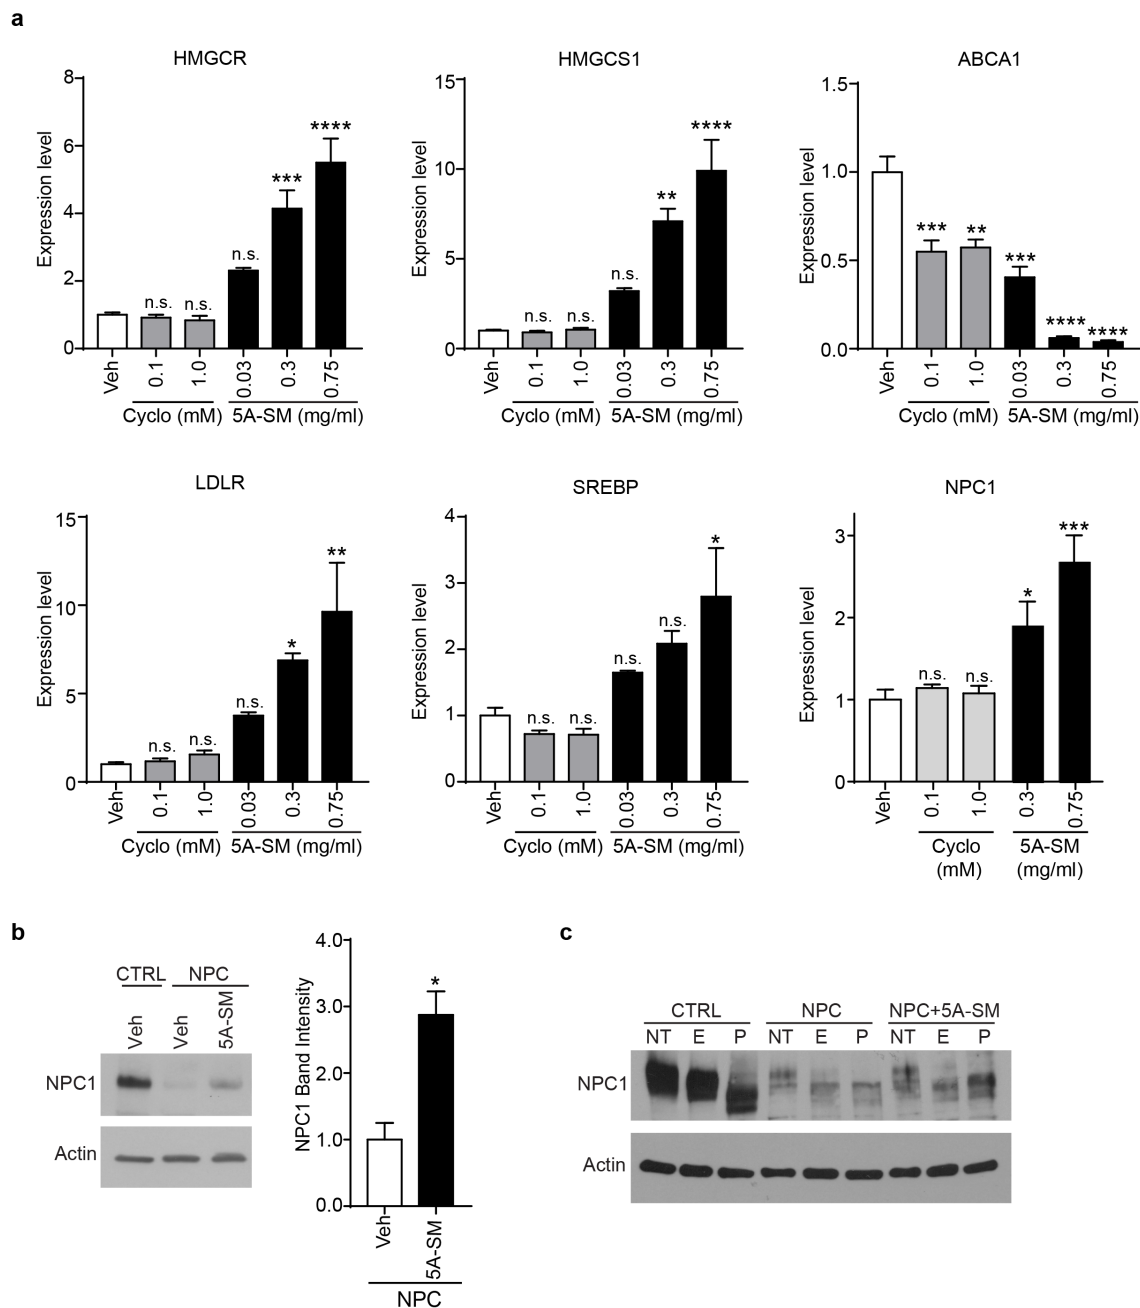 a
HMGCR
8
6
4
2
0
Expression level
n.s.
n.s.
n.s.
***
****
Veh
0.1
1.0
0.03
0.3
0.75
Cyclo (mM)
5A-SM (mg/ml)
HMGCS1
15
10
5
0
Expression level
n.s.
n.s.
n.s.
**
****
Veh
0.1
1.0
0.03
0.3
0.75
Cyclo (mM)
5A-SM (mg/ml)
ABCA1
1.5
1.0
0.5
0.0
Expression level
***
**
***
****
****
Veh
0.1
1.0
0.03
0.3
0.75
Cyclo (mM)
5A-SM (mg/ml)
LDLR
15
10
5
0
Expression level
n.s.
n.s.
n.s.
*
**
Veh
0.1
1.0
0.03
0.3
0.75
Cyclo (mM)
5A-SM (mg/ml)
SREBP
4
3
2
1
0
Expression level
n.s.
n.s.
n.s.
n.s.
*
Veh
0.1
1.0
0.03
0.3
0.75
Cyclo (mM)
5A-SM (mg/ml)
NPC1
3
2
1
0
Expression level
n.s.
n.s.
*
***
Veh
0.1
1.0
0.3
0.75
Cyclo
(mM)
5A-SM
(mg/ml)
b
CTRL
NPC
Veh
Veh
5A-SM
NPC1
Actin
4.0
3.0
2.0
1.0
0.0
NPC1 Band Intensity
*
Veh
5A-SM
NPC
c
CTRL
NPC
NPC+5A-SM
NT
E
P
NT
E
P
NT
E
P
NPC1
Actin